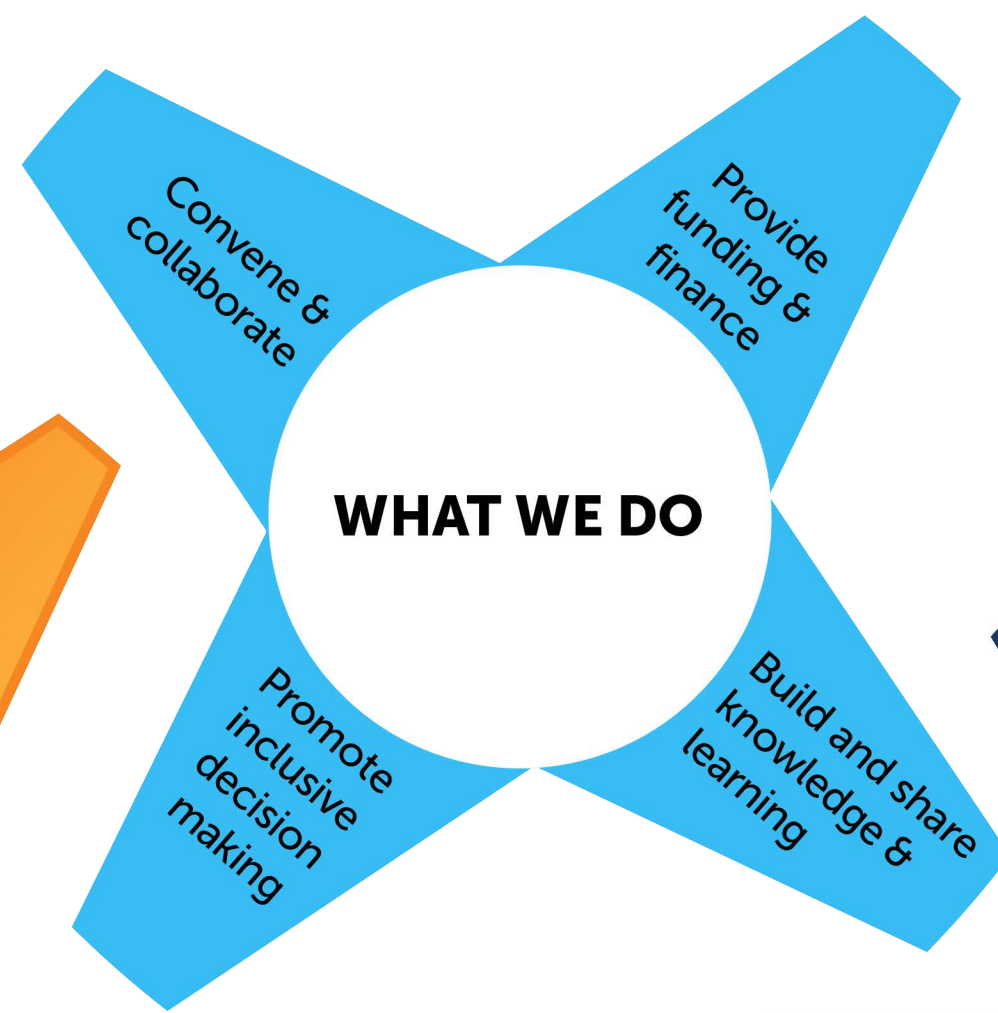 Convene &
collaborate
Provide
funding &
finance
WHAT WE DO
Promote
inclusive
decision
making
Build and share
knowledge &
learning